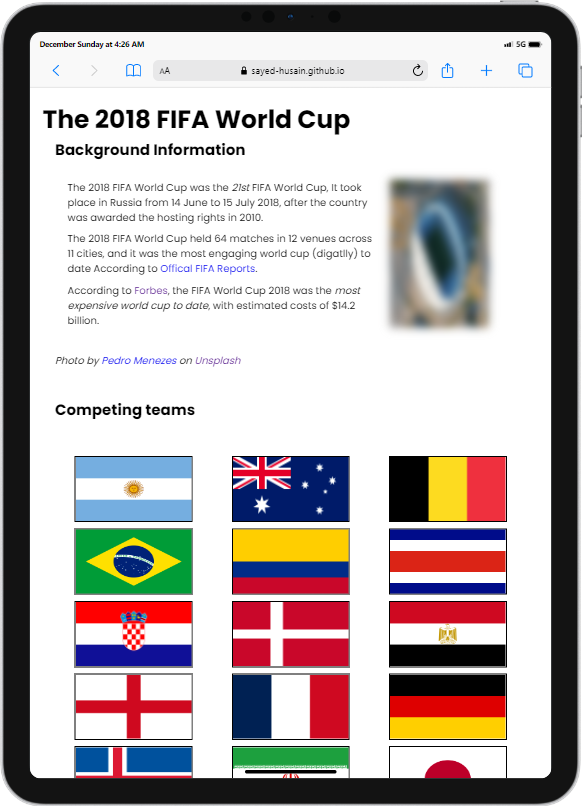 December Sunday at 4:26 AM
5G
AA
sayed-husain.github.io
The 2018 FIFA World Cup
Background Information
The 2018 FIFA World Cup was the 21st FIFA World Cup, It took
place in Russia from 14 June to 15 July 2018, after the country
was awarded the hosting rights in 2010.
The 2018 FIFA World Cup held 64 matches in 12 venues across
11 cities, and it was the most engaging world cup (digatlly) to
date According to Offical FIFA Reports.
According to Forbes, the FIFA World Cup 2018 was the most
expensive world cup to date, with estimated costs of $14.2
billion.
Photo by Pedro Menezes on Unsplash
Competing teams